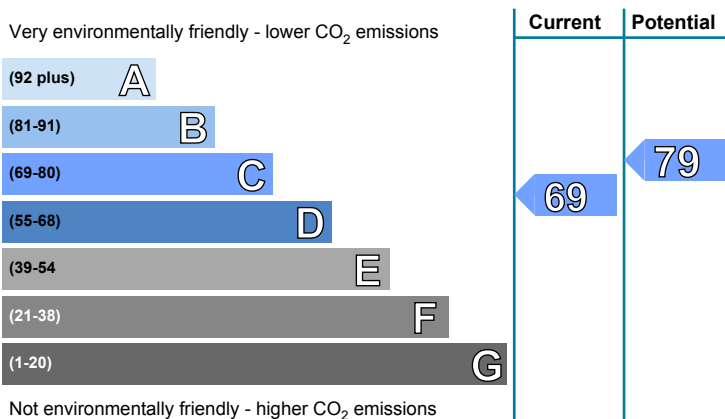 Very environmentally friendly - lower CO2 emissions
Current
Potential
(92 plus) A
(81-91) B
(69-80) C
(55-68) D
(39-54 E
(21-38) F
(1-20) G
69
79
Not environmentally friendly - higher CO2 emissions